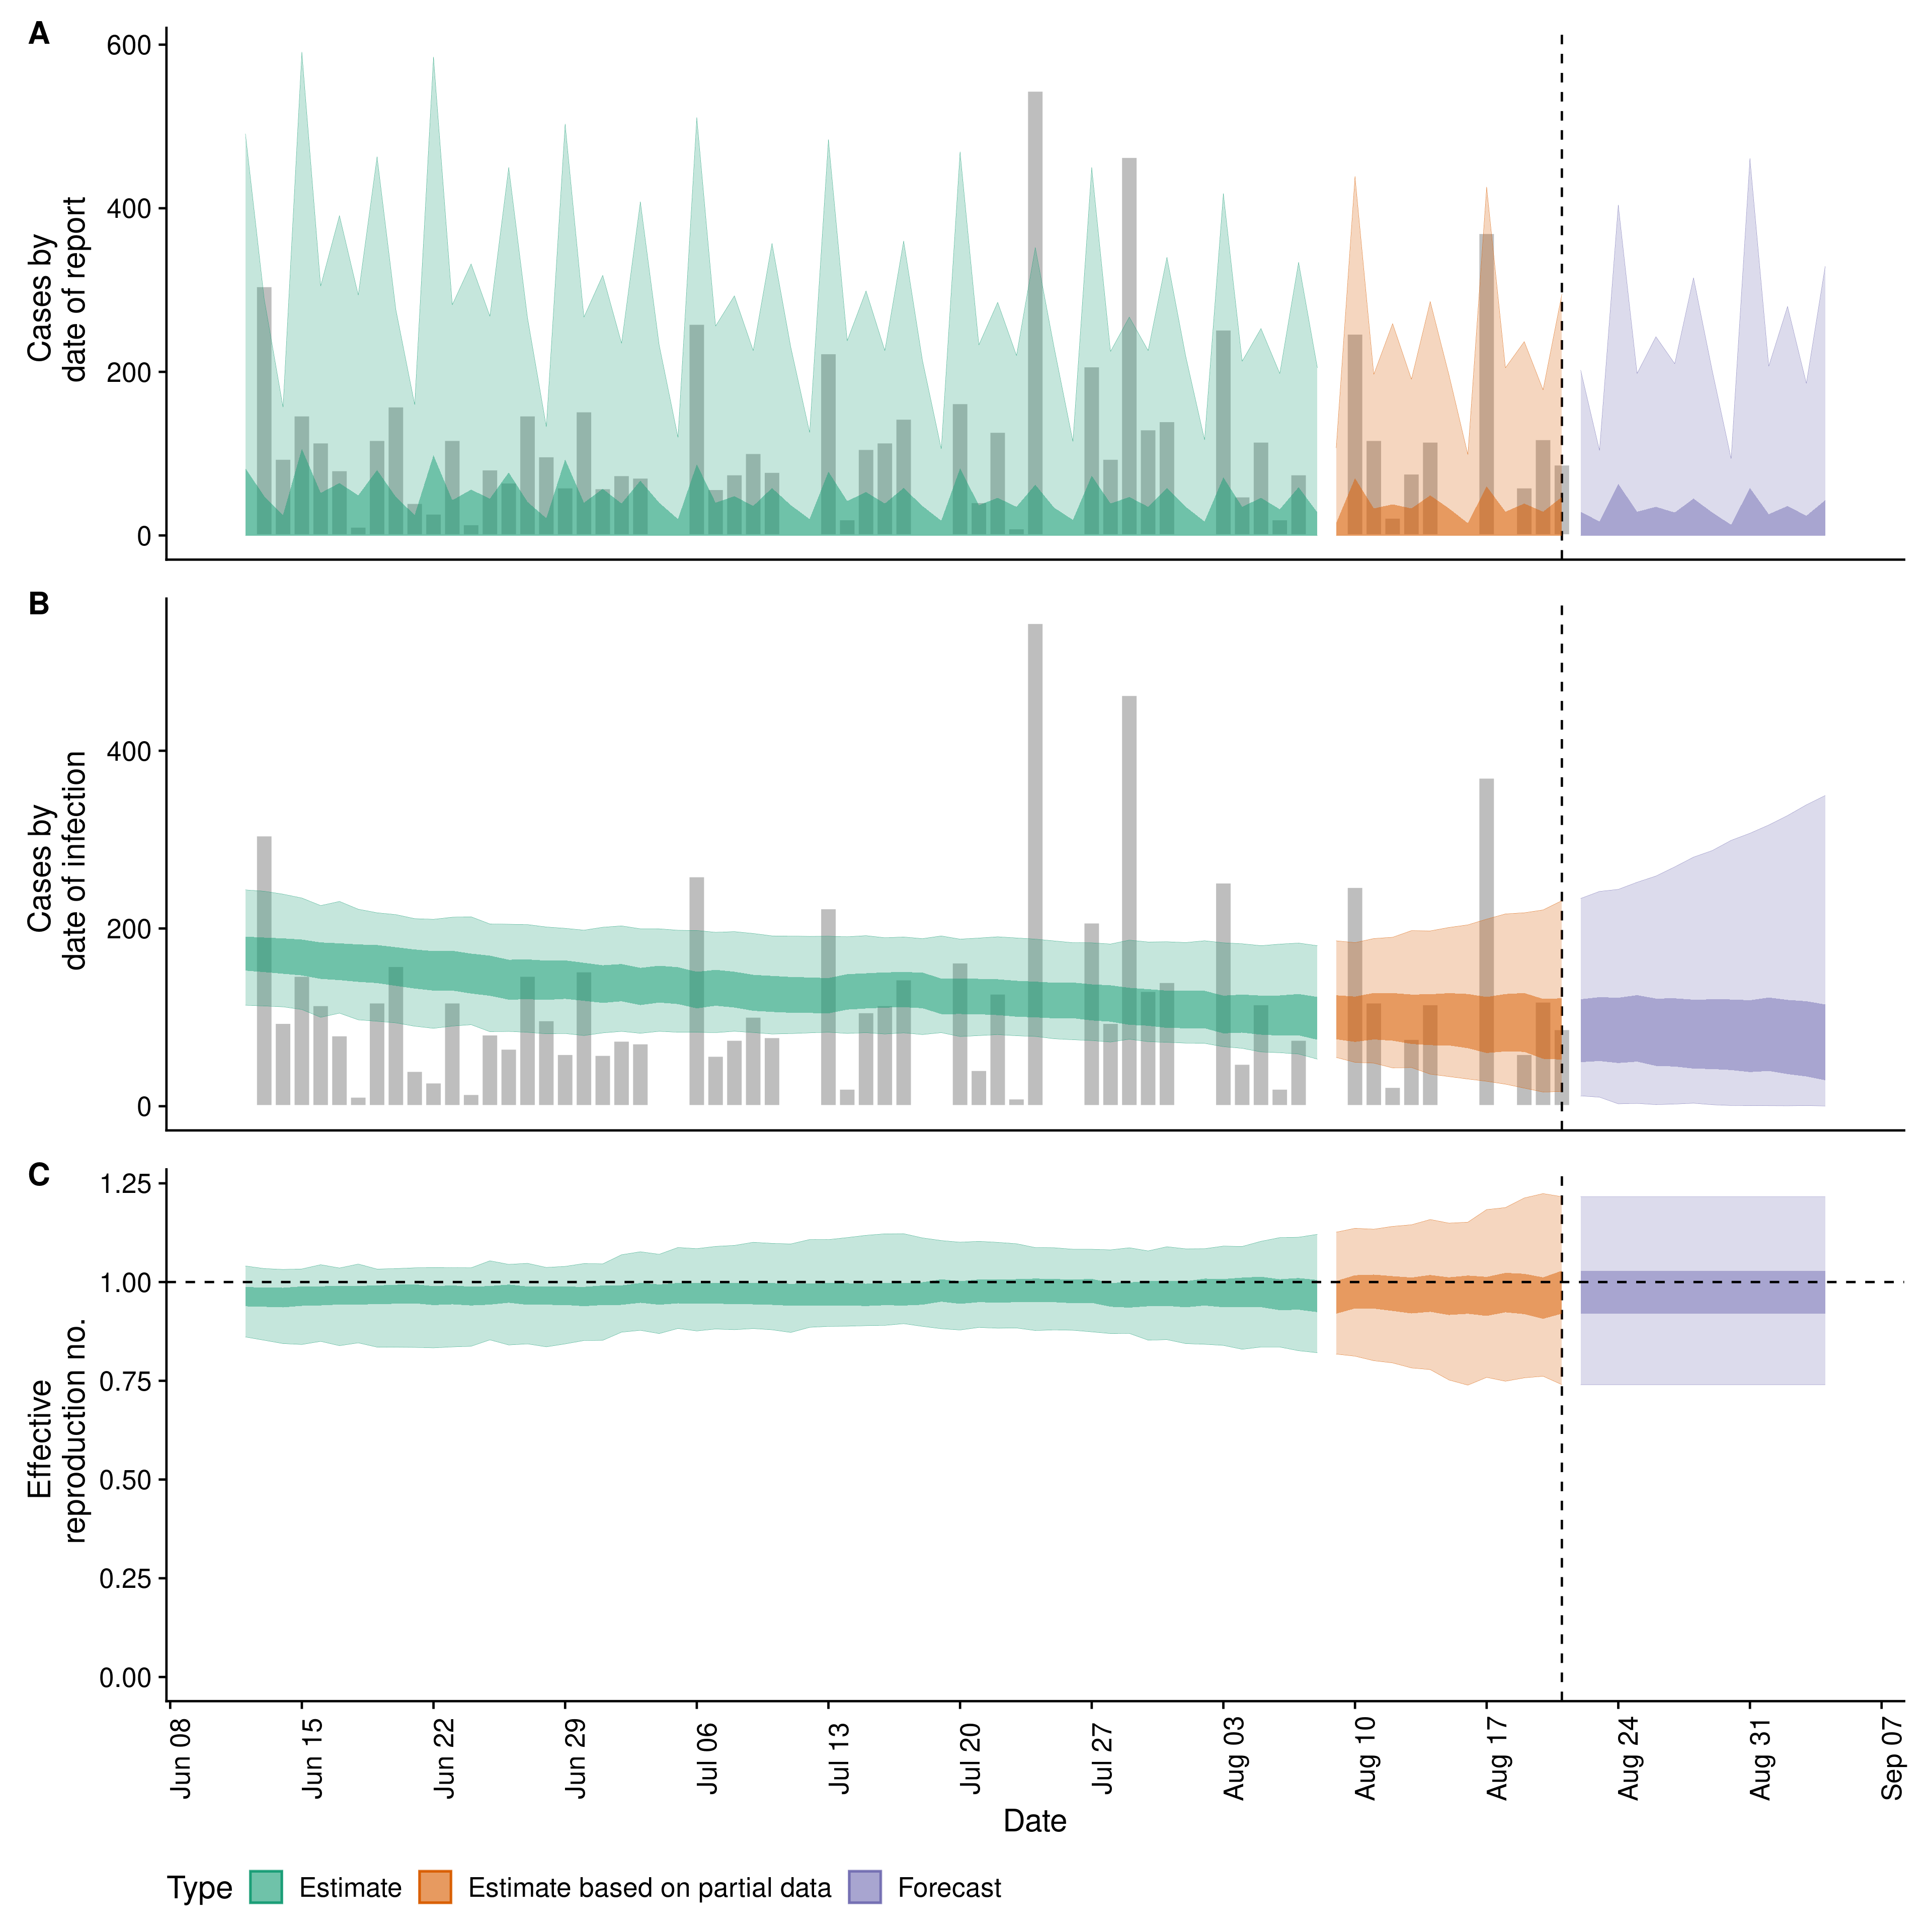 A
600
400
200
0
Cases by
date of report
B
400
200
0
Cases by
date of infection
C
1.25
1.00
0.75
0.50
0.25
0.00
Effective
reproduction no.
Jun 08
Jun 15
Jun 22
Jun 29
Jul 06
Jul 13
Jul 20
Jul 27
Aug 03
Aug 10
Aug 17
Aug 24
Aug 31
Sep 07
Date
Type Estimate Estimate based on partial data Forecast